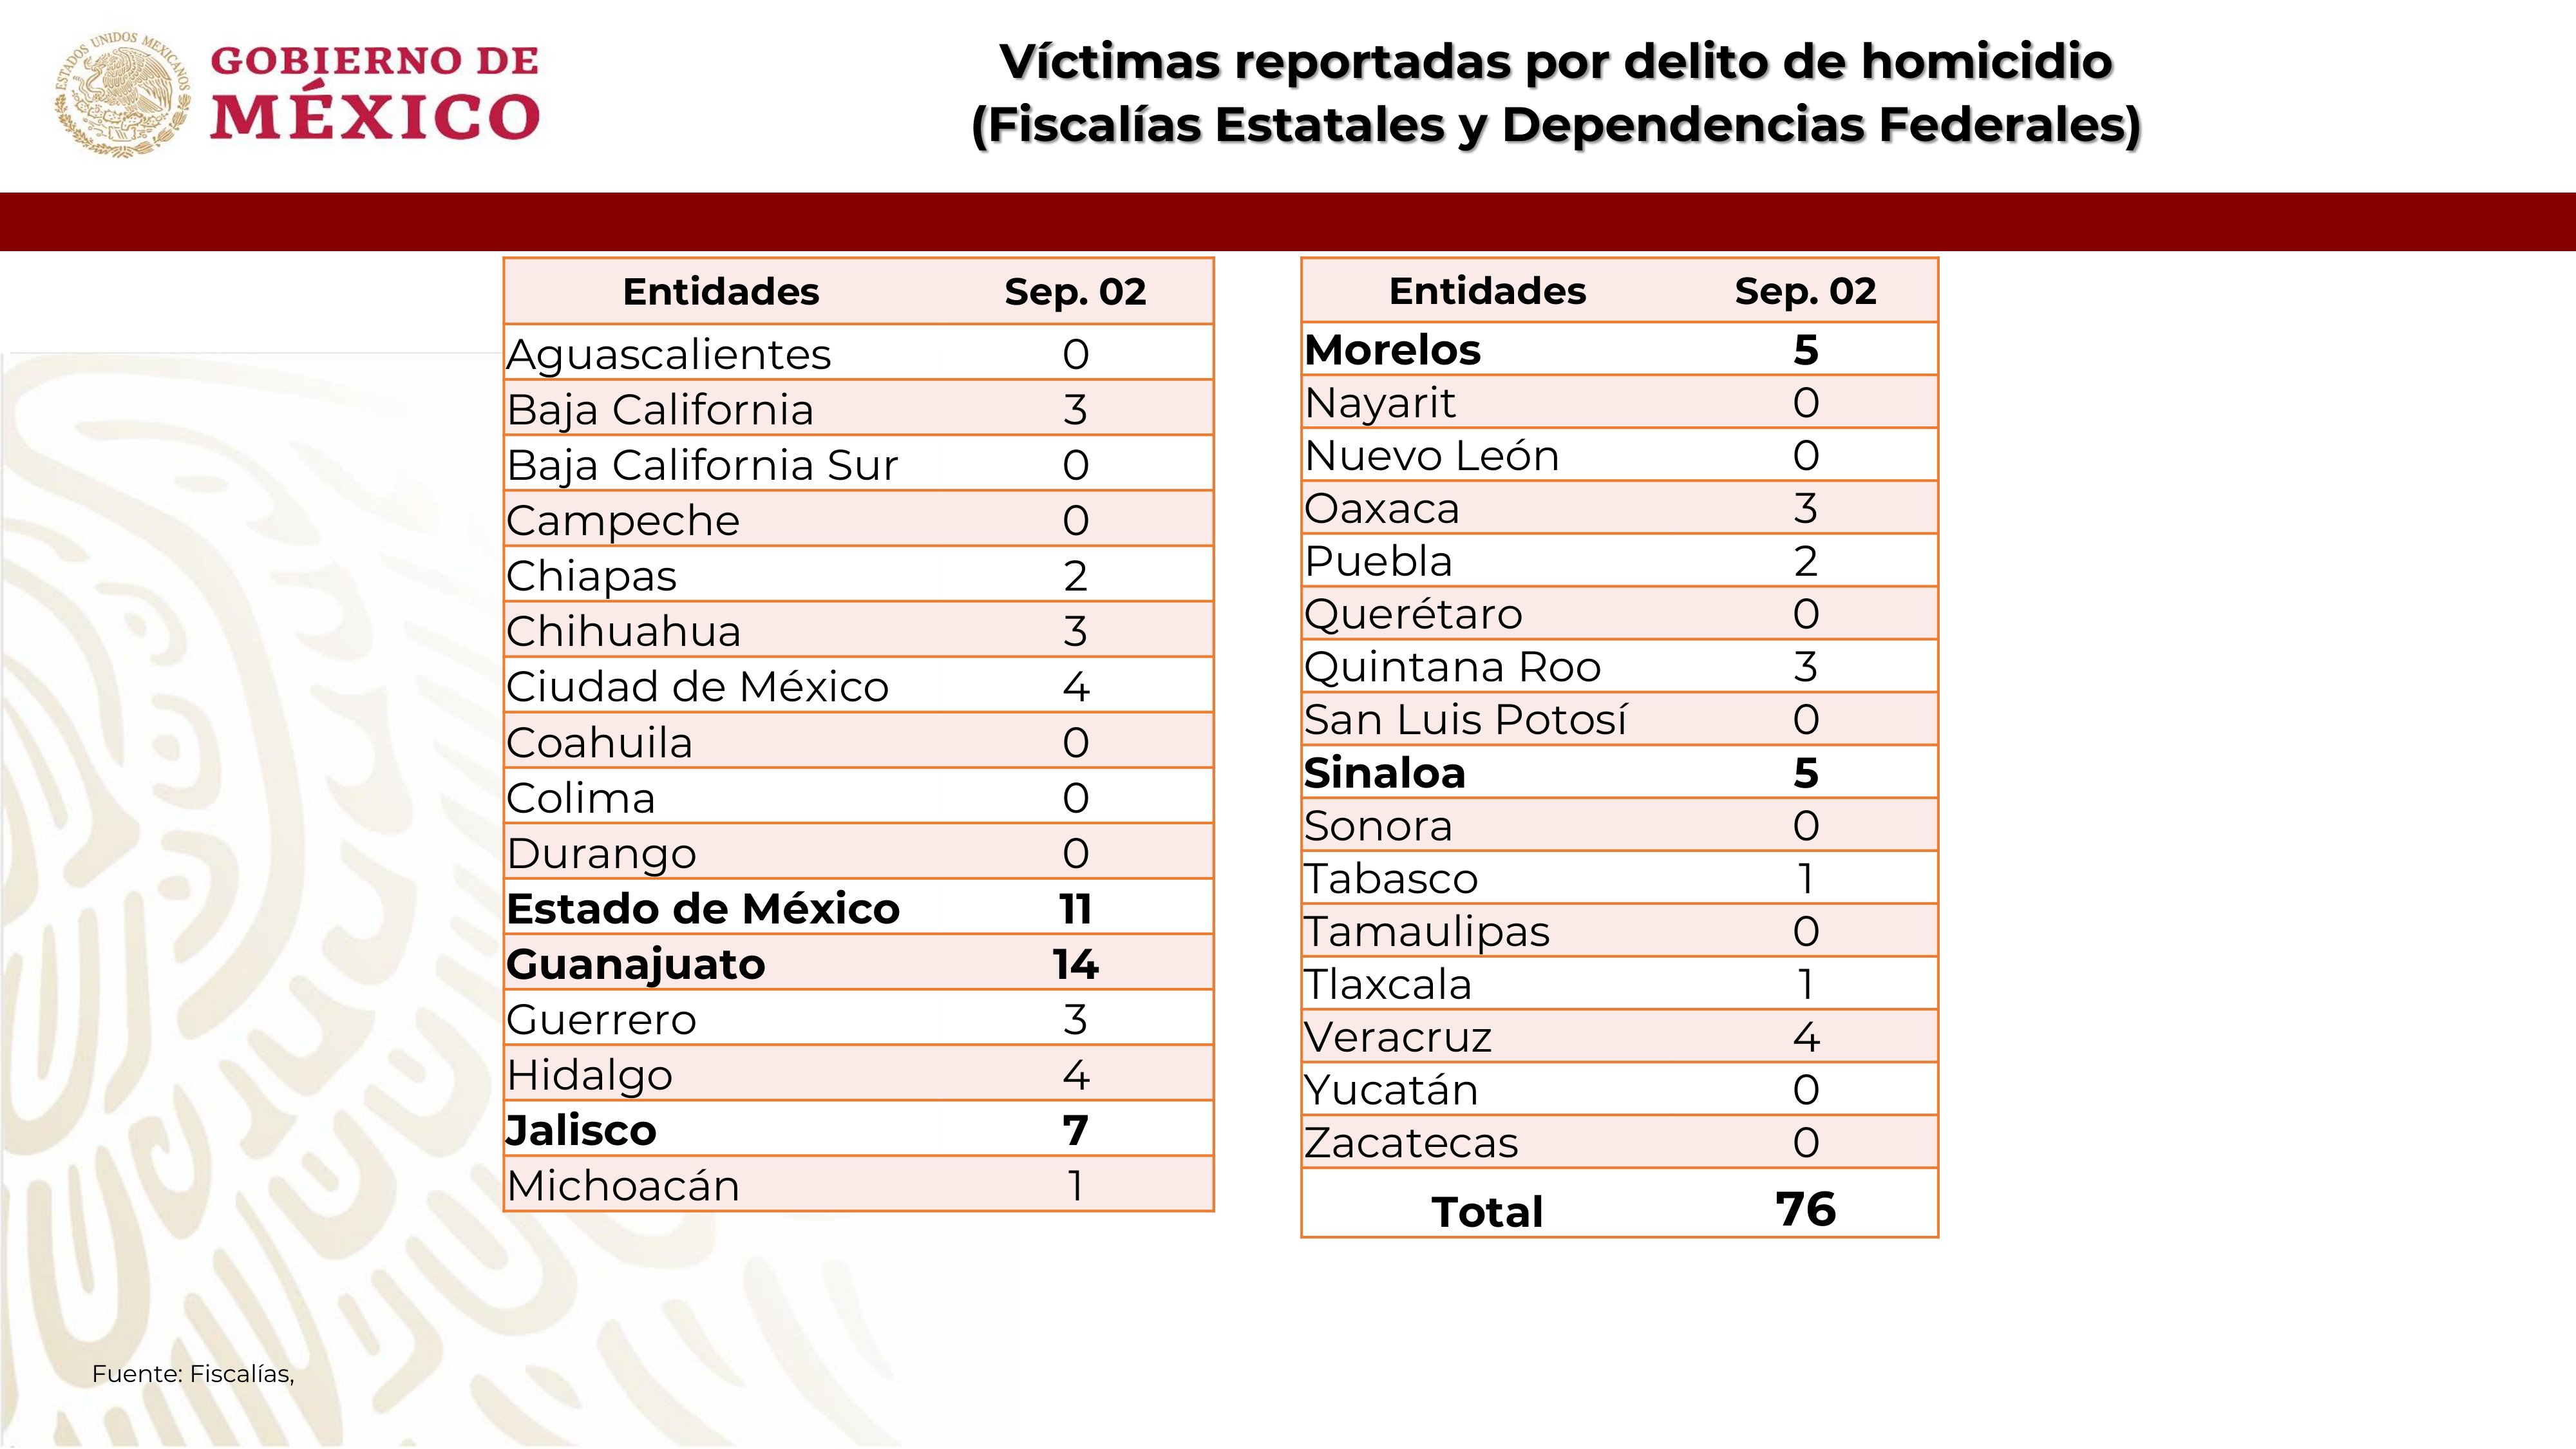 ESTADOS UNIDOS MEXICANOS
GOBIERNO DE
MÉXICO
Víctimas reportadas por delito de homicidio
(Fiscalías Estatales y Dependencias Federales)
Entidades Sep. 02
Aguascalientes 0
Baja California 3
Baja California Sur 0
Campeche 0
Chiapas 2
Chihuahua 3
Ciudad de México 4
Coahuila 0
Colima 0
Durango 0
Estado de México 11
Guanajuato 14
Guerrero 3
Hidalgo 4
Jalisco 7
Michoacán 1
Entidades Sep. 02
Morelos 5
Nayarit 0
Nuevo León 0
Oaxaca 3
Puebla 2
Querétaro 0
Quintana Roo 3
San Luis Potosí 0
Sinaloa 5
Sonora 0
Tabasco 1
Tamaulipas 0
Tlaxcala 1
Veracruz 4
Yucatán 0
Zacatecas 0
Total 76
Fuente: Fiscalías,